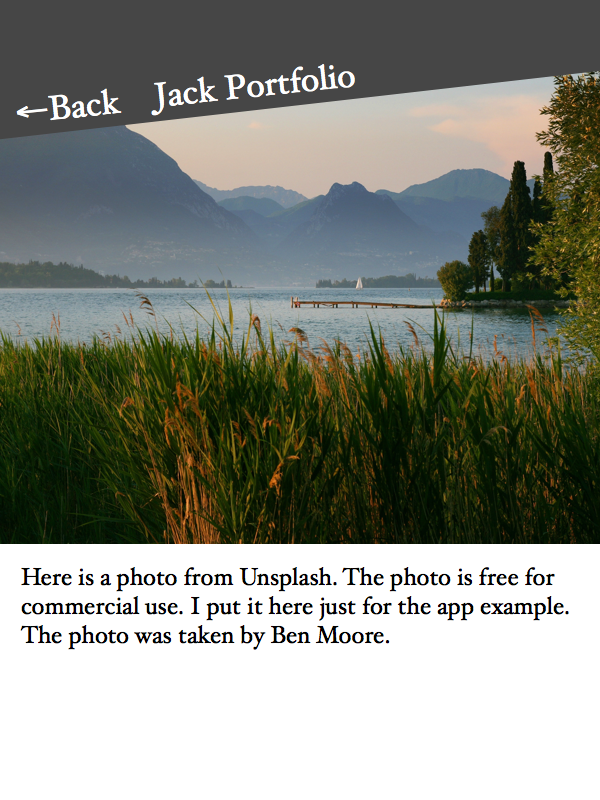 ←Back Jack Portfolio
Here is a photo from Unsplash. The photo is free for
commercial use. I put it here just for the app example.
The photo was taken by Ben Moore.